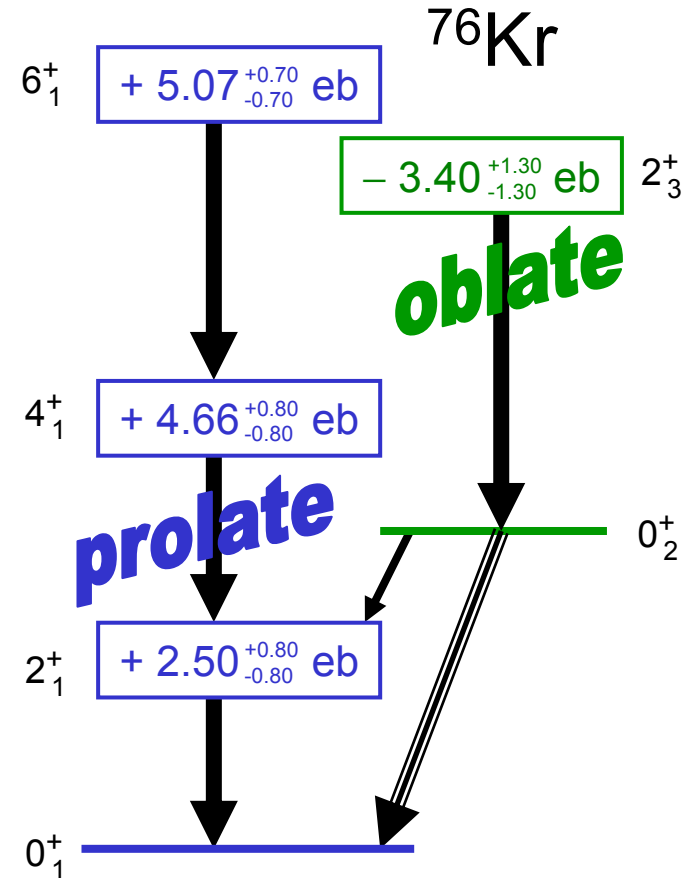 ⁷⁶Kr
6⁺₁
+ 5.07 +0.70 -0.70 eb
− 3.40 +1.30 -1.30 eb
2⁺₃
oblate
4⁺₁
+ 4.66 +0.80 -0.80 eb
prolate
0⁺₂
2⁺₁
+ 2.50 +0.80 -0.80 eb
0⁺₁